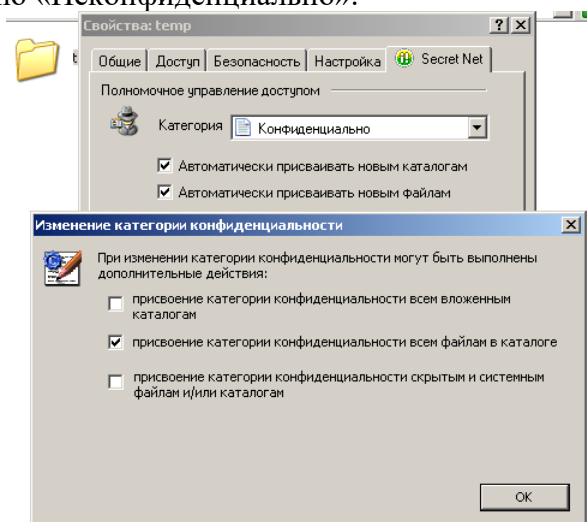 «Неконфиденциально».
Свойства: temp
Общие Доступ Безопасность Настройка Secret Net
Полномочное управление доступом
Категория Конфиденциально
Автоматически присваивать новым каталогам
Автоматически присваивать новым файлам
Изменение категории конфиденциальности
При изменении категории конфиденциальности могут быть выполнены
дополнительные действия:
присвоение категории конфиденциальности всем вложенным
каталогам
присвоение категории конфиденциальности всем файлам в каталоге
присвоение категории конфиденциальности скрытым и системным
файлам и/или каталогам
OK